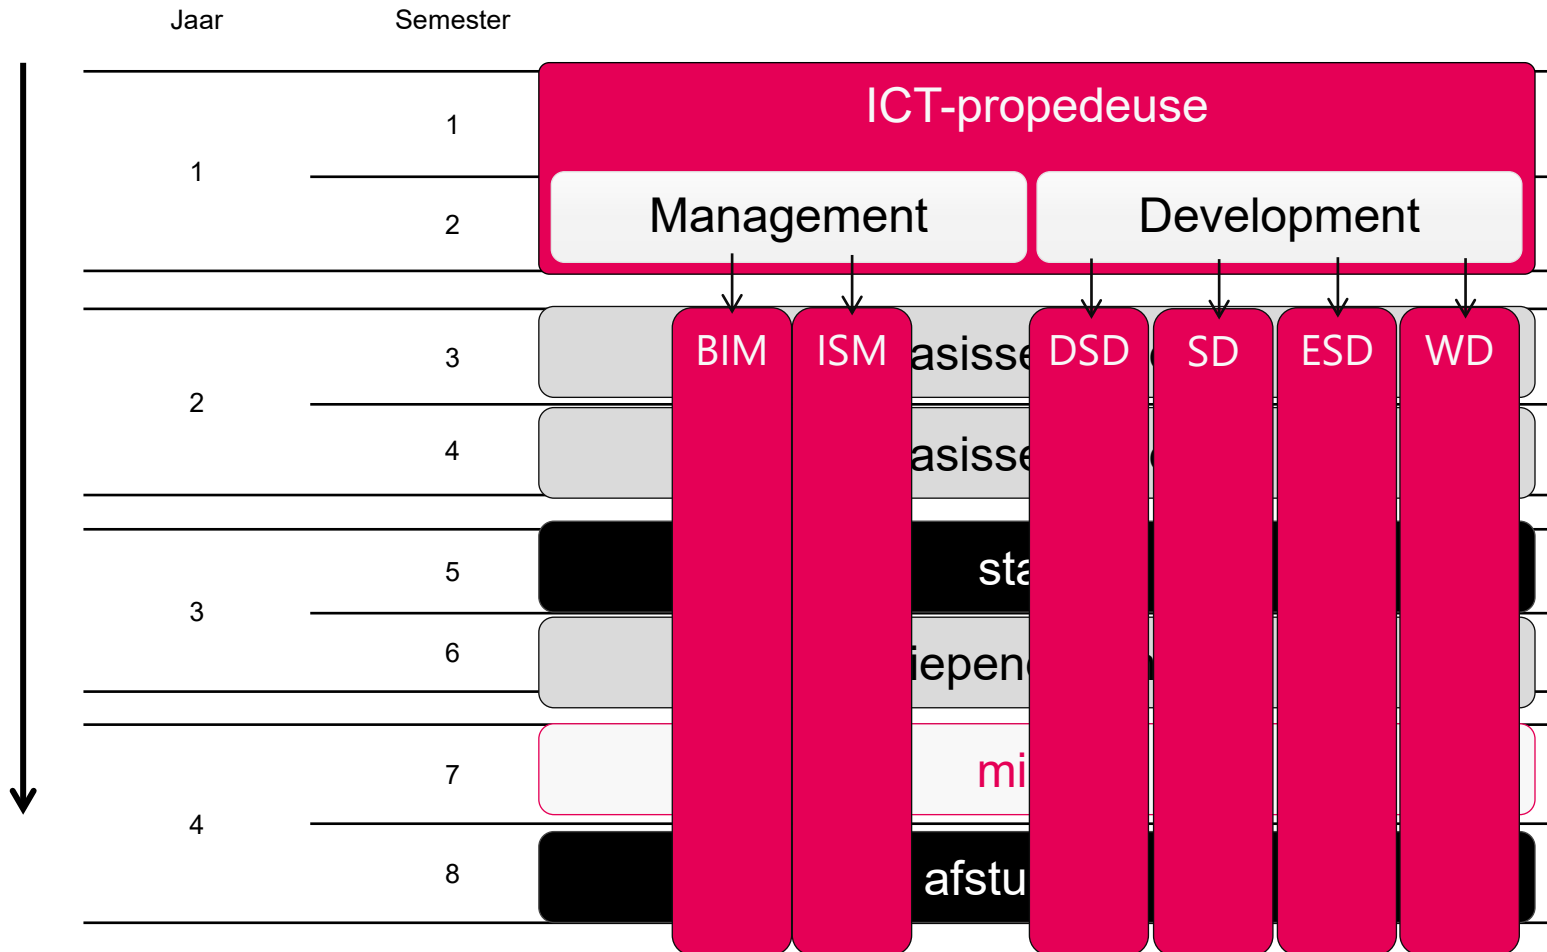 Jaar Semester
ICT-propedeuse
1
1
Management Development
2
BIM ISM DSD SD ESD WD
3
asisse
2
4
asisse
5
sta
3
6
iepen
7
mi
4
8
afstu